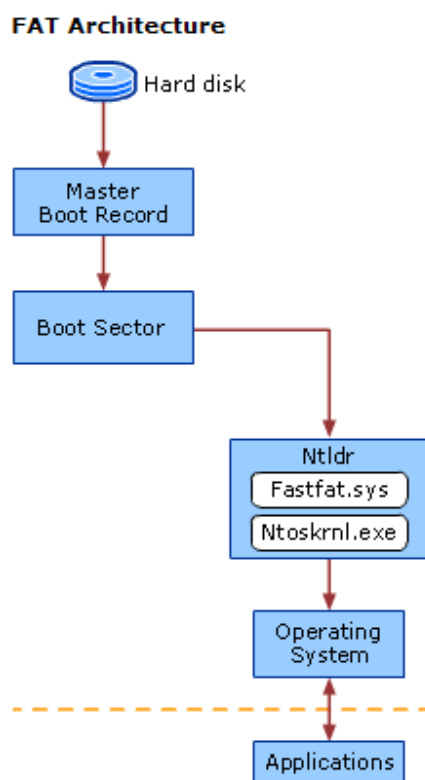 FAT Architecture
Hard disk
Master
Boot Record
Boot Sector
Ntldr
Fastfat.sys
Ntoskrnl.exe
Operating
System
Applications